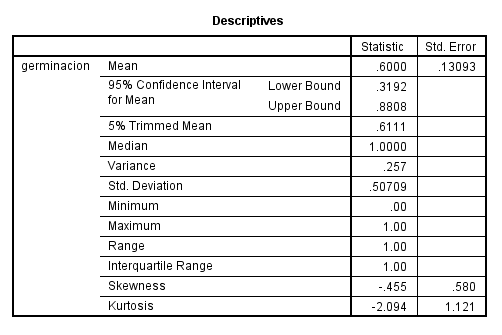 Descriptives
Statistic Std. Error
germinacion Mean .6000 .13093
95% Confidence Interval Lower Bound .3192
for Mean Upper Bound .8808
5% Trimmed Mean .6111
Median 1.0000
Variance .257
Std. Deviation .50709
Minimum .00
Maximum 1.00
Range 1.00
Interquartile Range 1.00
Skewness -.455 .580
Kurtosis -2.094 1.121